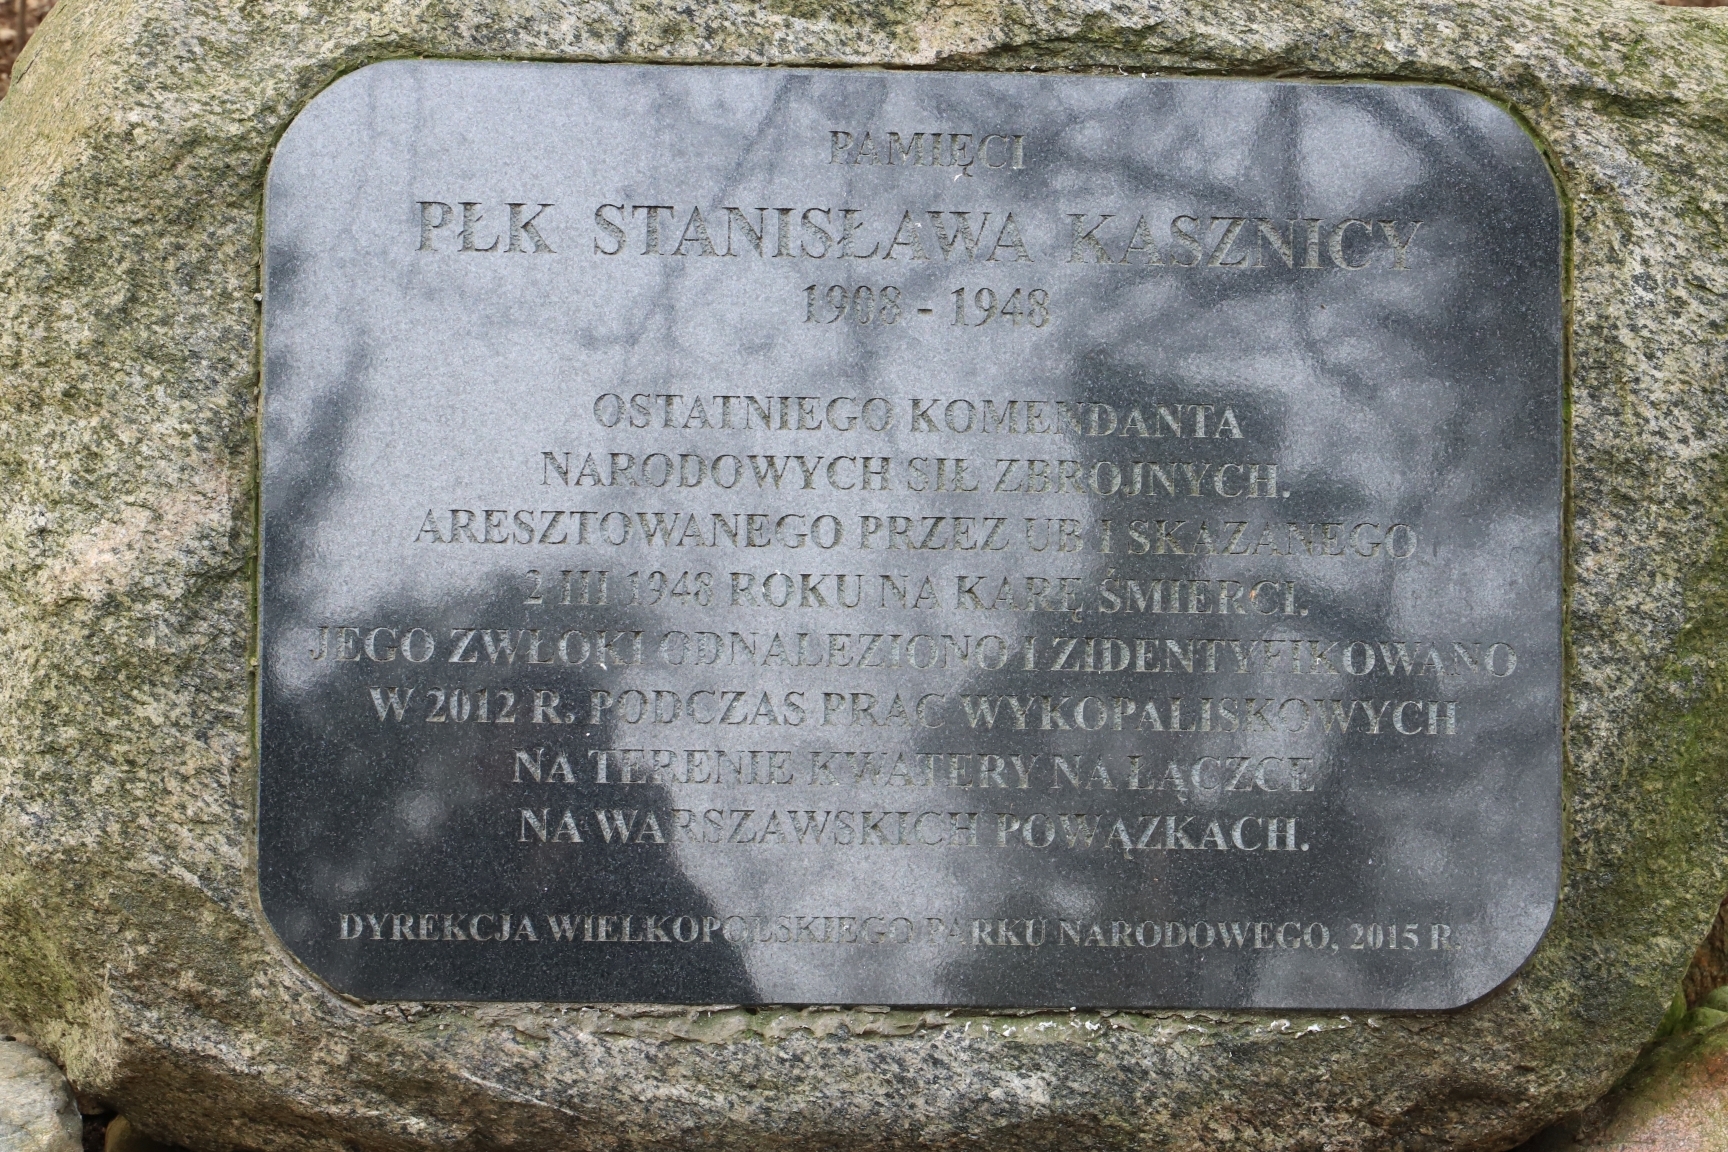 PAMIĘCI
PŁK STANISŁAWA KASZNICY
1908 - 1948
OSTATNIEGO KOMENDANTA
NARODOWYCH SIŁ ZBROJNYCH.
ARESZTOWANEGO PRZEZ UB I SKAZANEGO
2 III 1948 ROKU NA KARĘ ŚMIERCI.
JEGO ZWŁOKI ODNALEZIONO I ZIDENTYFIKOWANO
W 2012 R. PODCZAS PRAC WYKOPALISKOWYCH
NA TERENIE KWATERY NA ŁĄCZCE
NA WARSZAWSKICH POWĄZKACH.
DYREKCJA WIELKOPOLSKIEGO PARKU NARODOWEGO, 2015 R.